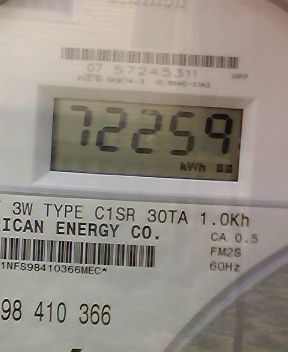 07 57245311
72259
kWh
3W TYPE C1SR 30TA 1.0Kh
ICAN ENERGY CO.
CA 0.5
FM2S
60Hz
1NFS98410366MEC*
98 410 366